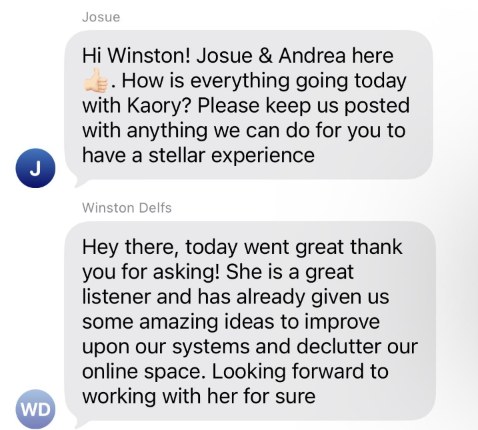 Josue
Hi Winston! Josue & Andrea here
👍🏻. How is everything going today
with Kaory? Please keep us posted
with anything we can do for you to
have a stellar experience
J
Winston Delfs
Hey there, today went great thank
you for asking! She is a great
listener and has already given us
some amazing ideas to improve
upon our systems and declutter our
online space. Looking forward to
working with her for sure
WD